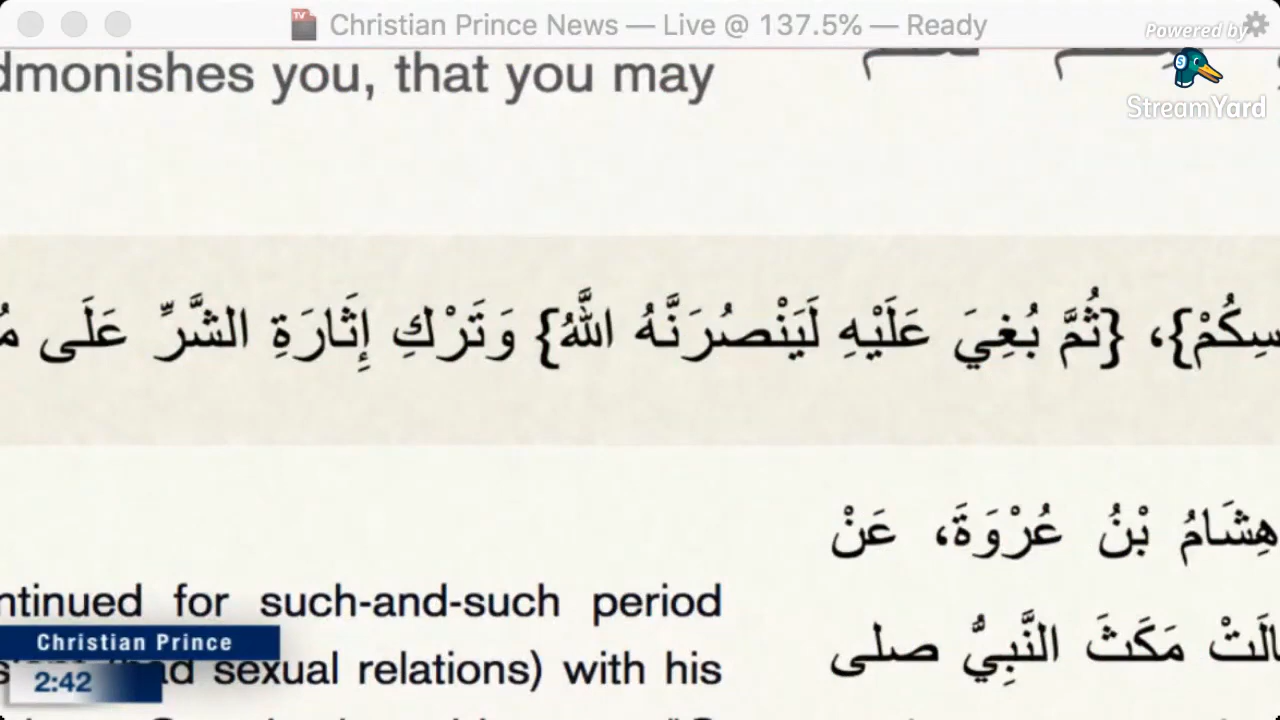 Christian Prince News — Live @ 137.5% — Ready
Powered by
StreamYard
dmonishes you, that you may
سِكُمْ}، {ثُمَّ بُغِيَ عَلَيْهِ لَيَنْصُرَنَّهُ اللَّهُ} وَتَرْكِ إِثَارَةِ الشَّرِّ عَلَى
هِشَامُ بْنُ عُرْوَةَ، عَنْ
ntinued for such-and-such period
الَتْ مَكَثَ النَّبِيُّ صلى
Christian Prince
sexual relations) with his
2:42